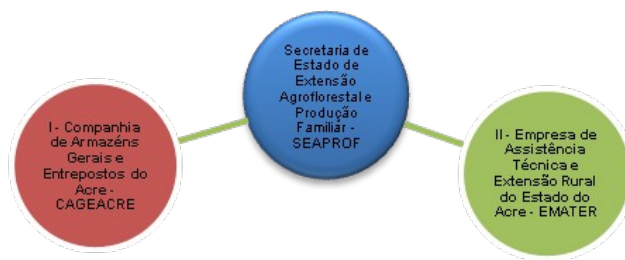 Secretaria de
Estado de
Extensão
Agroflorestal e
Produção
Familiar -
SEAPROF
I - Companhia
de Armazéns
Gerais e
Entrepostos do
Acre -
CAGEACRE
II - Empresa de
Assistência
Técnica e
Extensão Rural
do Estado do
Acre - EMATER